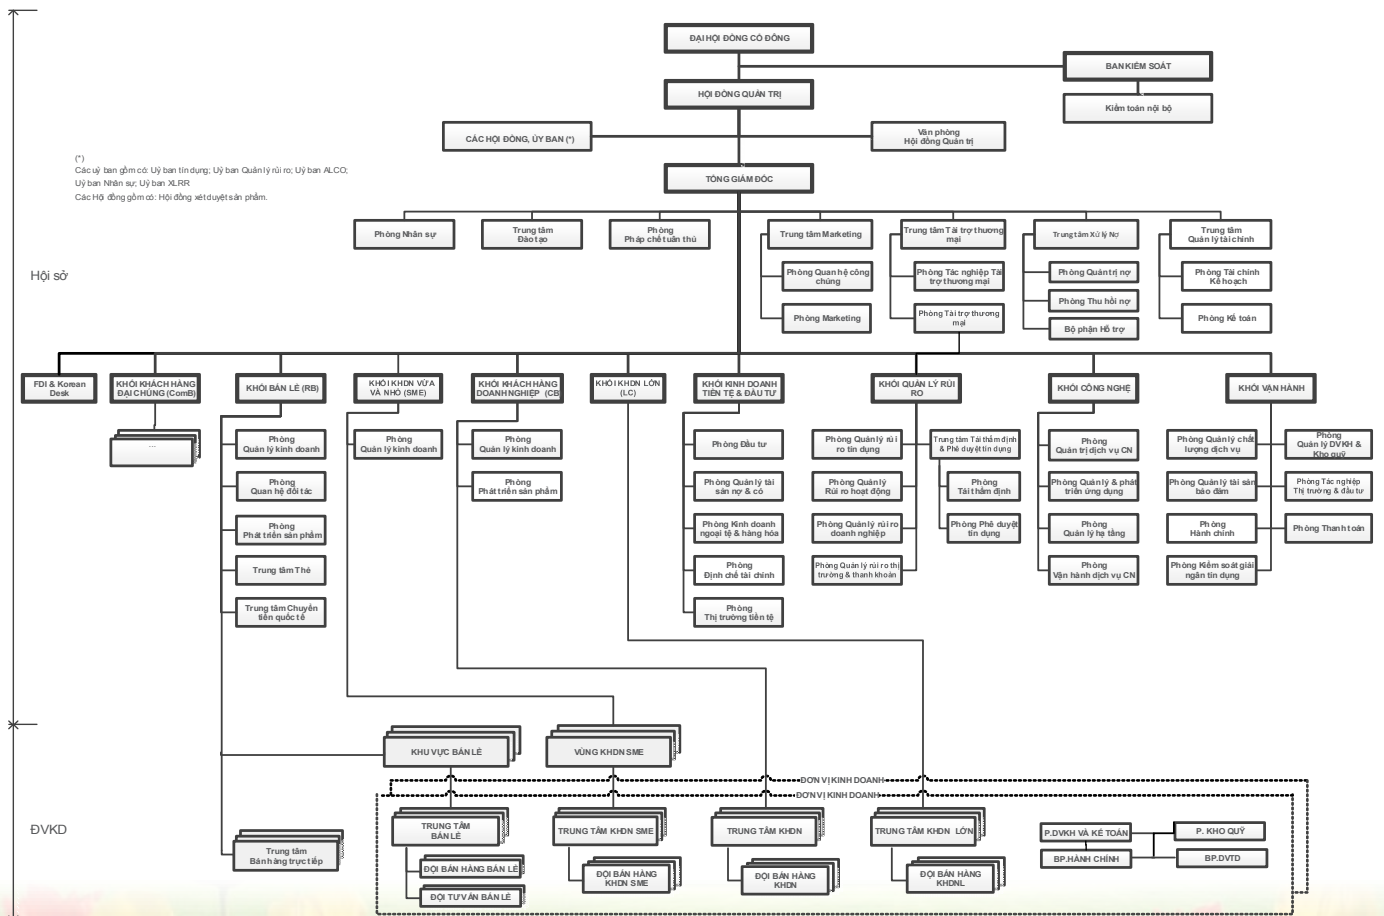 ĐẠI HỘI ĐỒNG CỔ ĐÔNG
BAN KIỂM SOÁT
HỘI ĐỒNG QUẢN TRỊ
Kiểm toán nội bộ
CÁC HỘI ĐỒNG, ỦY BAN (*)
Văn phòng
Hội đồng Quản trị
(*)
Các uỷ ban gồm có: Uỷ ban tín dụng; Uỷ ban Quản lý rủi ro; Uỷ ban ALCO;
Uỷ ban Nhân sự; Uỷ ban XLRR
Các Hội đồng gồm có: Hội đồng xét duyệt sản phẩm.
TỔNG GIÁM ĐỐC
Phòng Nhân sự
Trung tâm
Đào tạo
Phòng
Pháp chế tuân thủ
Trung tâm Marketing
Trung tâm Tài trợ thương
mại
Trung tâm Xử lý Nợ
Trung tâm
Quản lý tài chính
Hội sở
Phòng Quan hệ công
chúng
Phòng Tác nghiệp Tài
trợ thương mại
Phòng Quản trị nợ
Phòng Tài chính
Kế hoạch
Phòng Thu hồi nợ
Phòng Marketing
Phòng Tài trợ thương
mại
Bộ phận Hỗ trợ
Phòng Kế toán
FDI & Korean
Desk
KHỐI KHÁCH HÀNG
ĐẠI CHÚNG (ComB)
KHỐI BÁN LẺ (RB)
KHỐI KHDN VỪA
VÀ NHỎ (SME)
KHỐI KHÁCH HÀNG
DOANH NGHIỆP (CB)
KHỐI KHDN LỚN
(LC)
KHỐI KINH DOANH
TIỀN TỆ & ĐẦU TƯ
KHỐI QUẢN LÝ RỦI
RO
KHỐI CÔNG NGHỆ
KHỐI VẬN HÀNH
...
Phòng
Quản lý kinh doanh
Phòng
Quản lý kinh doanh
Phòng
Quản lý kinh doanh
Phòng Đầu tư
Phòng Quản lý rủi
ro tín dụng
Trung tâm Tái thẩm định
& Phê duyệt tín dụng
Phòng
Quản trị dịch vụ CN
Phòng Quản lý chất
lượng dịch vụ
Phòng
Quản lý DVKH &
Kho quỹ
Phòng
Quan hệ đối tác
Phòng
Phát triển sản phẩm
Phòng Quản lý tài
sản nợ & có
Phòng Quản lý
Rủi ro hoạt động
Phòng
Tái thẩm định
Phòng Quản lý & phát
triển ứng dụng
Phòng Quản lý tài sản
bảo đảm
Phòng Tác nghiệp
Thị trường & đầu tư
Phòng
Phát triển sản phẩm
Phòng Kinh doanh
ngoại tệ & hàng hóa
Phòng Quản lý rủi ro
doanh nghiệp
Phòng Phê duyệt
tín dụng
Phòng
Quản lý hạ tầng
Phòng
Hành chính
Phòng Thanh toán
Trung tâm Thẻ
Phòng
Định chế tài chính
Phòng Quản lý rủi ro thị
trường & thanh khoản
Phòng
Vận hành dịch vụ CN
Phòng Kiểm soát giải
ngân tín dụng
Trung tâm Chuyển
tiền quốc tế
Phòng
Thị trường tiền tệ
KHU VỰC BÁN LẺ
VÙNG KHDN SME
ĐƠN VỊ KINH DOANH
ĐƠN VỊ KINH DOANH
ĐVKD
TRUNG TÂM
BÁN LẺ
TRUNG TÂM KHDN SME
TRUNG TÂM KHDN
TRUNG TÂM KHDN LỚN
P.DVKH VÀ KẾ TOÁN
P. KHO QUỸ
Trung tâm
Bán hàng trực tiếp
BP.HÀNH CHÍNH
BP.DVTD
ĐỘI BÁN HÀNG BÁN LẺ
ĐỘI BÁN HÀNG
KHDN SME
ĐỘI BÁN HÀNG
KHDN
ĐỘI BÁN HÀNG
KHDNL
ĐỘI TƯ VẤN BÁN LẺ